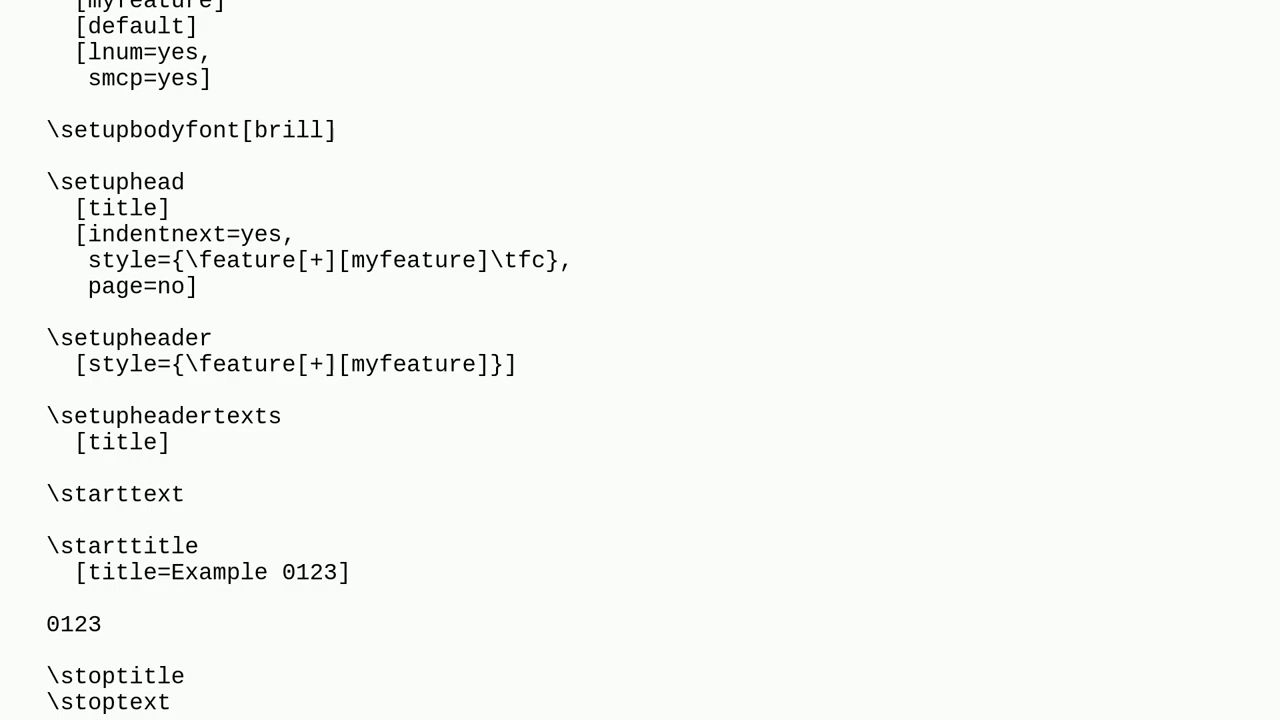 [myfeature]
[default]
[lnum=yes,
smcp=yes]
\setupbodyfont[brill]
\setuphead
[title]
[indentnext=yes,
style={\feature[+][myfeature]\tfc},
page=no]
\setupheader
[style={\feature[+][myfeature]}]
\setupheadertexts
[title]
\starttext
\starttitle
[title=Example 0123]
0123
\stoptitle
\stoptext